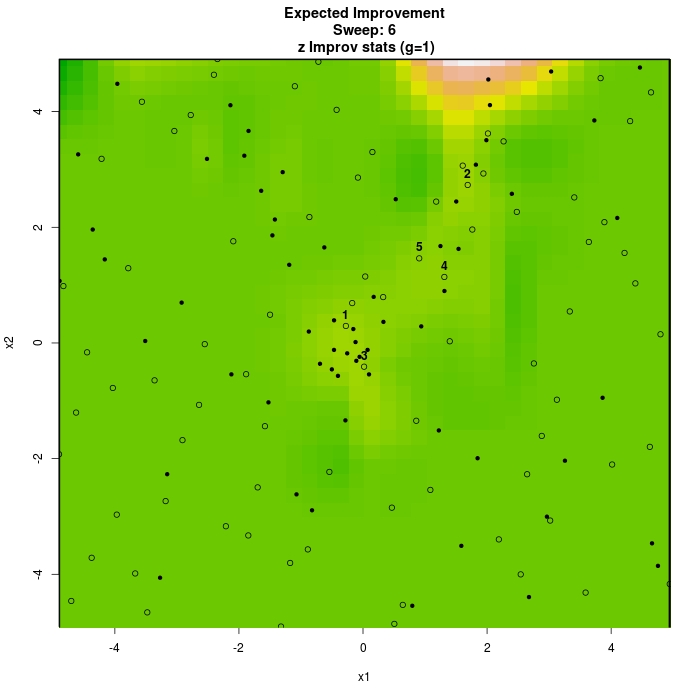 Expected Improvement
Sweep: 6
z Improv stats (g=1)
4
2
2
5
4
1
0
3
-2
-4
-4 -2 0 2 4
x2
x1